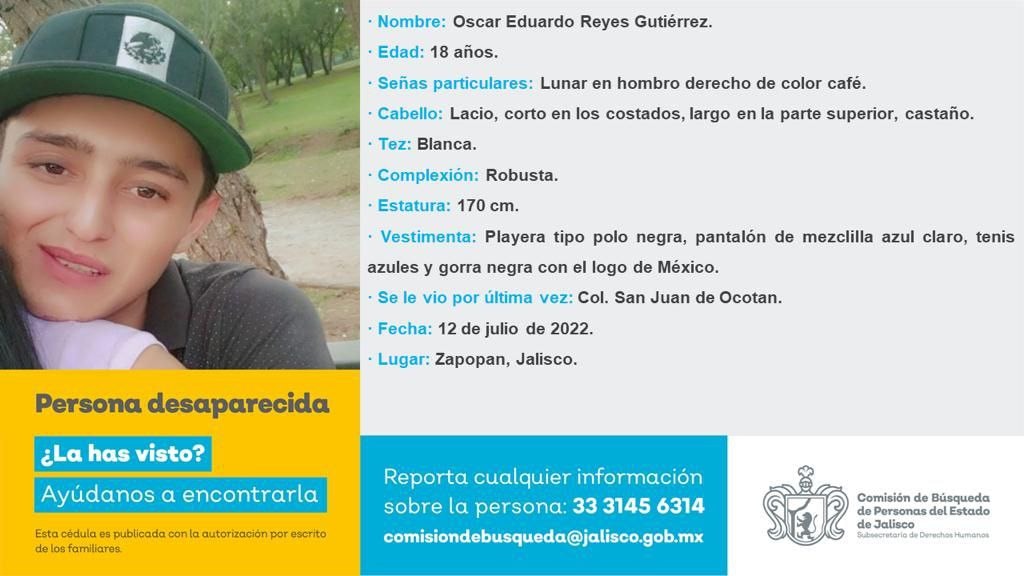 Persona desaparecida
¿La has visto?
Ayúdanos a encontrarla
Esta cédula es publicada con la autorización por escrito
de los familiares.
· Nombre: Oscar Eduardo Reyes Gutiérrez.
· Edad: 18 años.
· Señas particulares: Lunar en hombro derecho de color café.
· Cabello: Lacio, corto en los costados, largo en la parte superior, castaño.
· Tez: Blanca.
· Complexión: Robusta.
· Estatura: 170 cm.
· Vestimenta: Playera tipo polo negra, pantalón de mezclilla azul claro, tenis
azules y gorra negra con el logo de México.
· Se le vio por última vez: Col. San Juan de Ocotan.
· Fecha: 12 de julio de 2022.
· Lugar: Zapopan, Jalisco.
Reporta cualquier información
sobre la persona: 33 3145 6314
comisiondebusqueda@jalisco.gob.mx
Comisión de Búsqueda
de Personas del Estado
de Jalisco
Subsecretaría de Derechos Humanos